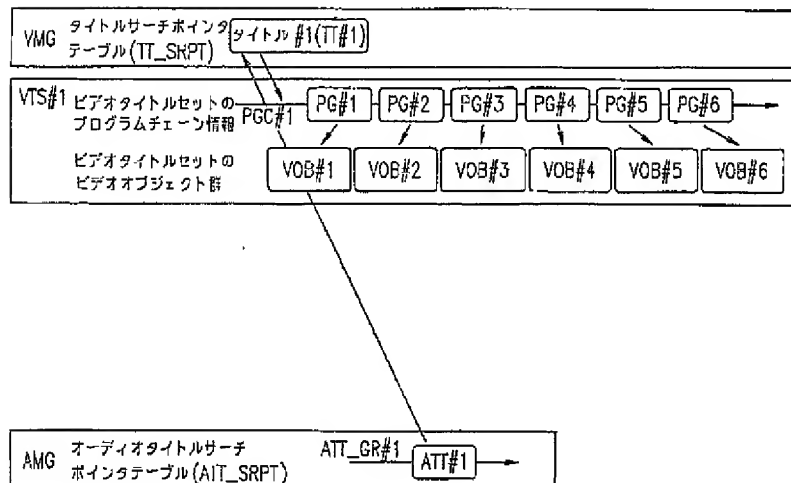 VMG タイトルサーチポインタ
テーブル(TT_SRPT)
タイトル #1(TT#1)
VTS#1 ビデオタイトルセットの
プログラムチェーン情報
PGC#1 PG#1 PG#2 PG#3 PG#4 PG#5 PG#6
ビデオタイトルセットの
ビデオオブジェクト群
VOB#1 VOB#2 VOB#3 VOB#4 VOB#5 VOB#6
AMG オーディオタイトルサーチ
ポインタテーブル(ATT_SRPT)
ATT_GR#1 ATT#1